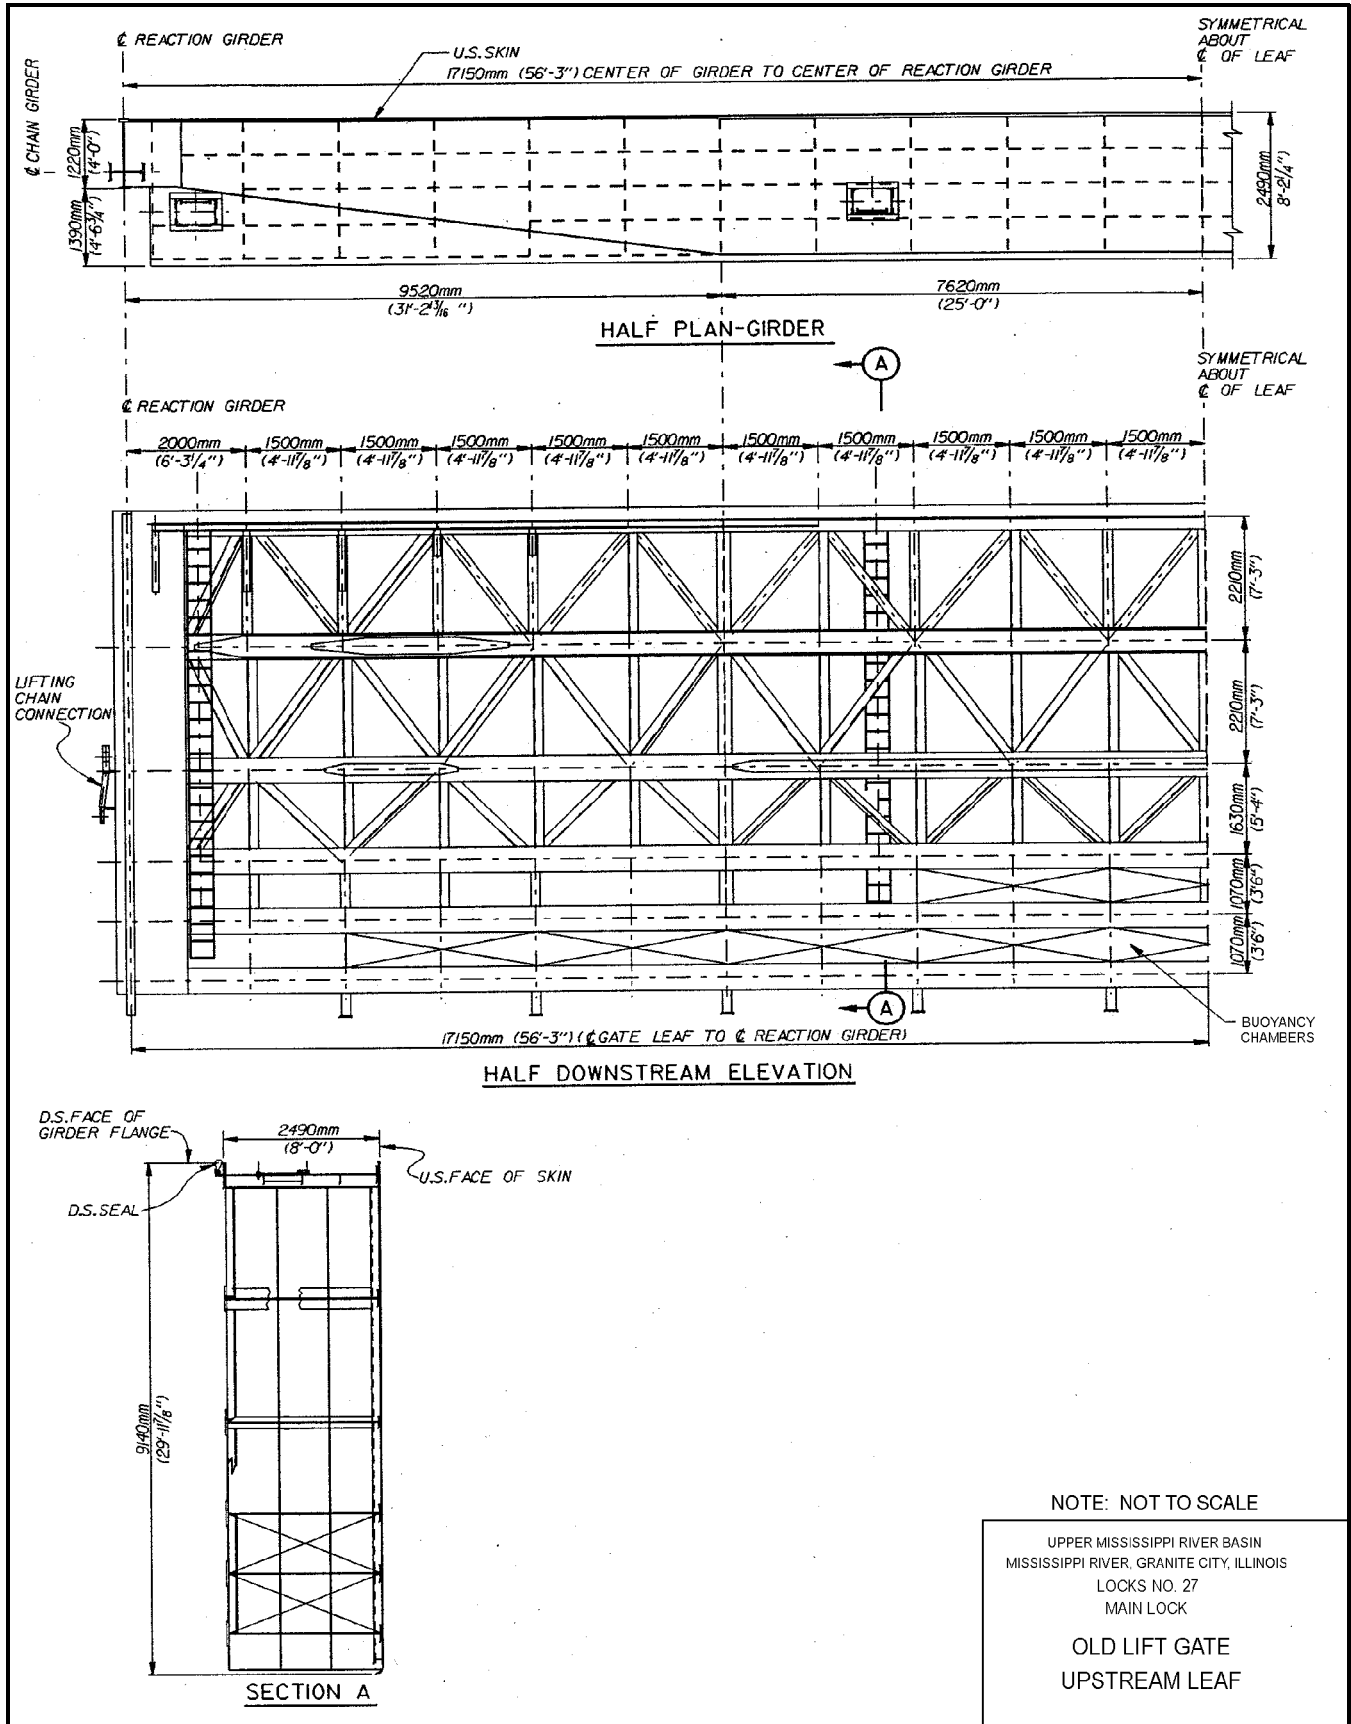 ℄ REACTION GIRDER
SYMMETRICAL
ABOUT
℄ OF LEAF
U.S. SKIN
17150mm (56'-3") CENTER OF GIRDER TO CENTER OF REACTION GIRDER
℄ CHAIN GIRDER
1220mm
(4'-0")
1390mm
(4'-6¾")
2490mm
8'-2¼"
9520mm
(31'-2 13/16 ")
7620mm
(25'-0")
HALF PLAN-GIRDER
A
SYMMETRICAL
ABOUT
℄ OF LEAF
℄ REACTION GIRDER
2000mm 1500mm 1500mm 1500mm 1500mm 1500mm 1500mm 1500mm 1500mm 1500mm 1500mm
(6'-3¼") (4'-11⅞") (4'-11⅞") (4'-11⅞") (4'-11⅞") (4'-11⅞") (4'-11⅞") (4'-11⅞") (4'-11⅞") (4'-11⅞") (4'-11⅞")
2210mm
(7'-3")
LIFTING
CHAIN
CONNECTION
2210mm
(7'-3")
1630mm
(5'-4")
1070mm
(3'6")
1070mm
(3'6")
A
BUOYANCY
CHAMBERS
17150mm (56'-3") (℄ GATE LEAF TO ℄ REACTION GIRDER)
HALF DOWNSTREAM ELEVATION
D.S. FACE OF
GIRDER FLANGE
2490mm
(8'-0")
U.S. FACE OF SKIN
D.S. SEAL
9140mm
(29'-11⅞")
SECTION A
NOTE: NOT TO SCALE
UPPER MISSISSIPPI RIVER BASIN
MISSISSIPPI RIVER, GRANITE CITY, ILLINOIS
LOCKS NO. 27
MAIN LOCK
OLD LIFT GATE
UPSTREAM LEAF